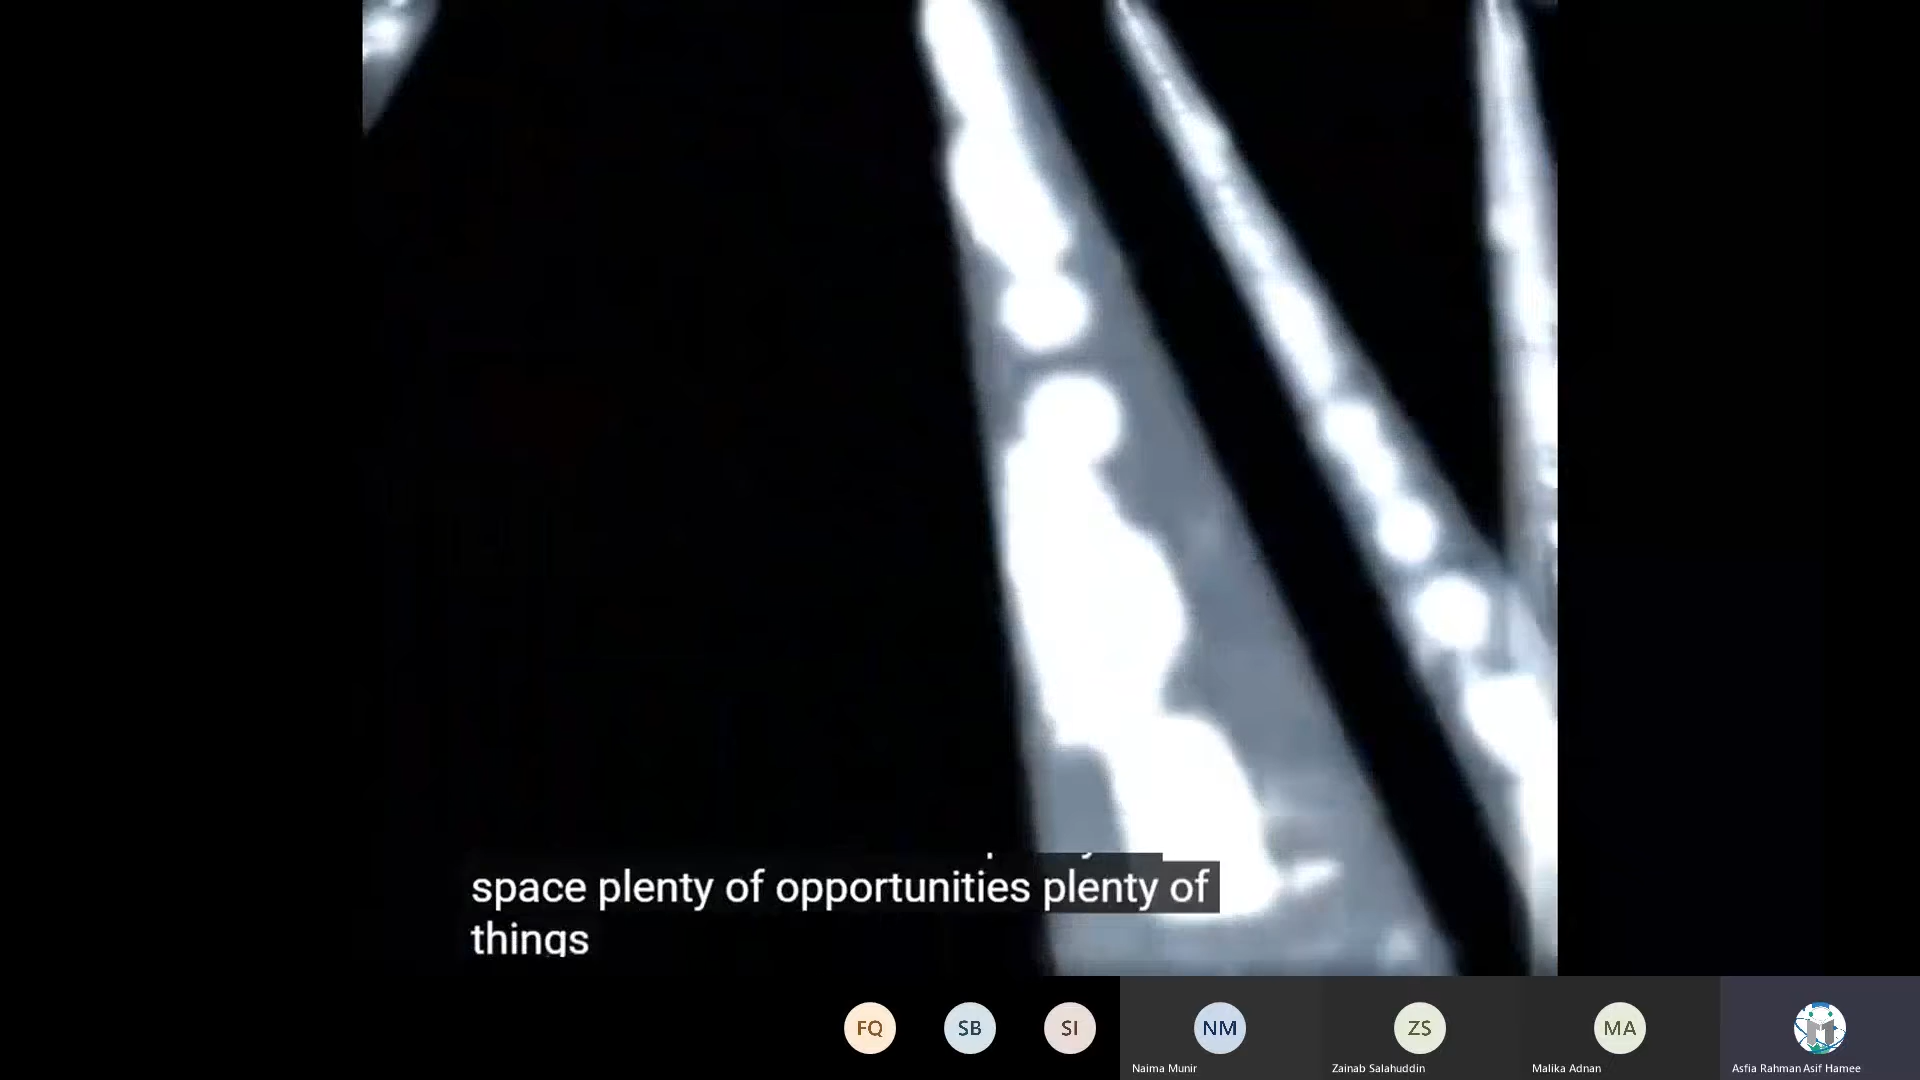 space plenty of opportunities plenty of
things
FQ
SB
SI
NM
ZS
MA
Naima Munir
Zainab Salahuddin
Malika Adnan
Asfia Rahman Asif Hamee